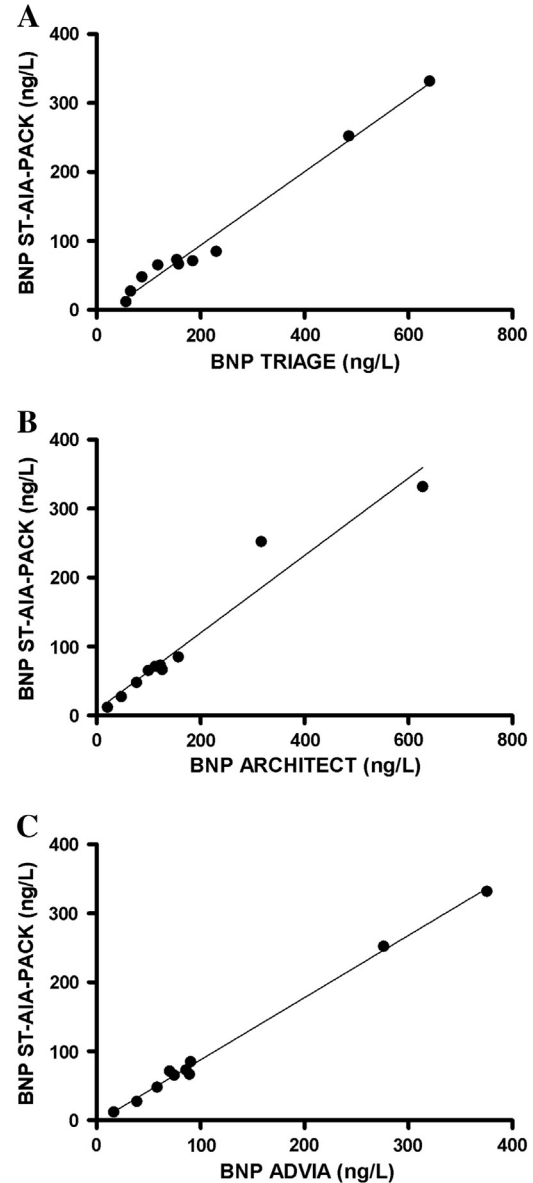 A
BNP ST-AIA-PACK (ng/L)
400
300
200
100
0
0 200 400 600 800
BNP TRIAGE (ng/L)
B
BNP ST-AIA-PACK (ng/L)
400
300
200
100
0
0 200 400 600 800
BNP ARCHITECT (ng/L)
C
BNP ST-AIA-PACK (ng/L)
400
300
200
100
0
0 100 200 300 400
BNP ADVIA (ng/L)